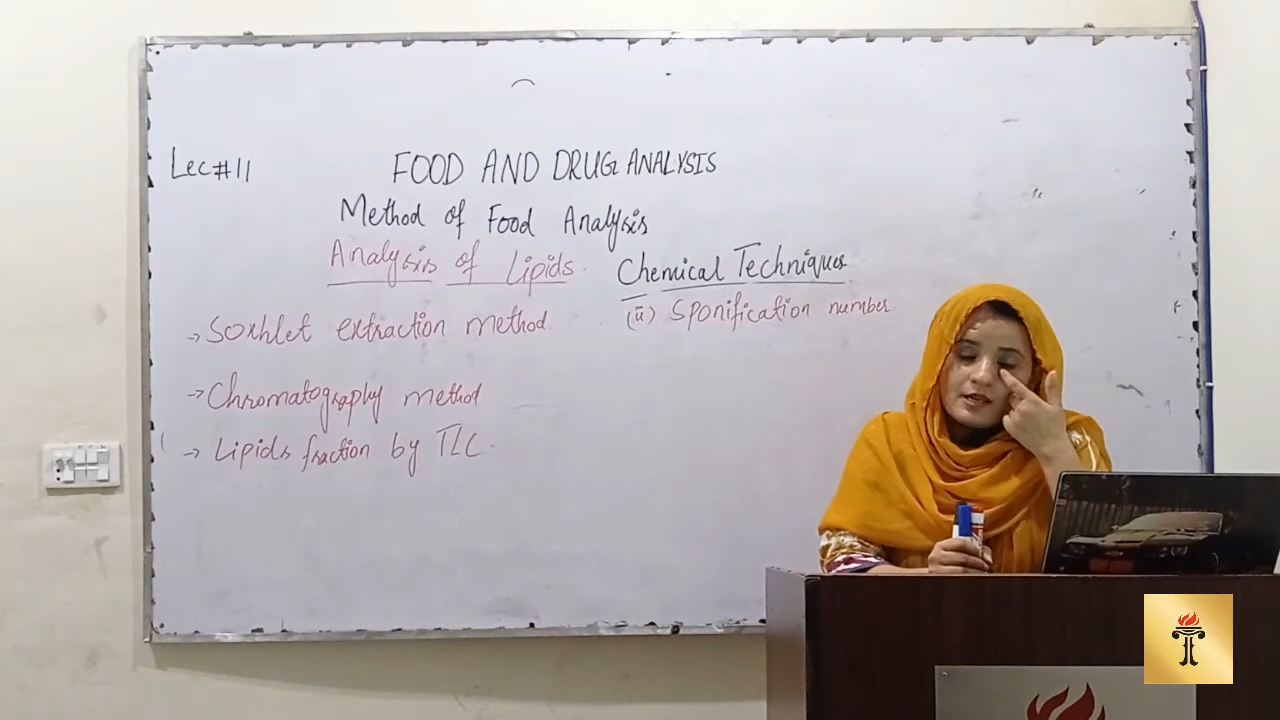 Lec#11
FOOD AND DRUG ANALYSIS
Method of Food Analysis
Analysis of Lipids.
→ Soxhlet extraction method.
→ Chromatography method
→ Lipids fraction by TLC.
Chemical Techniques.
(ii) Sponification number